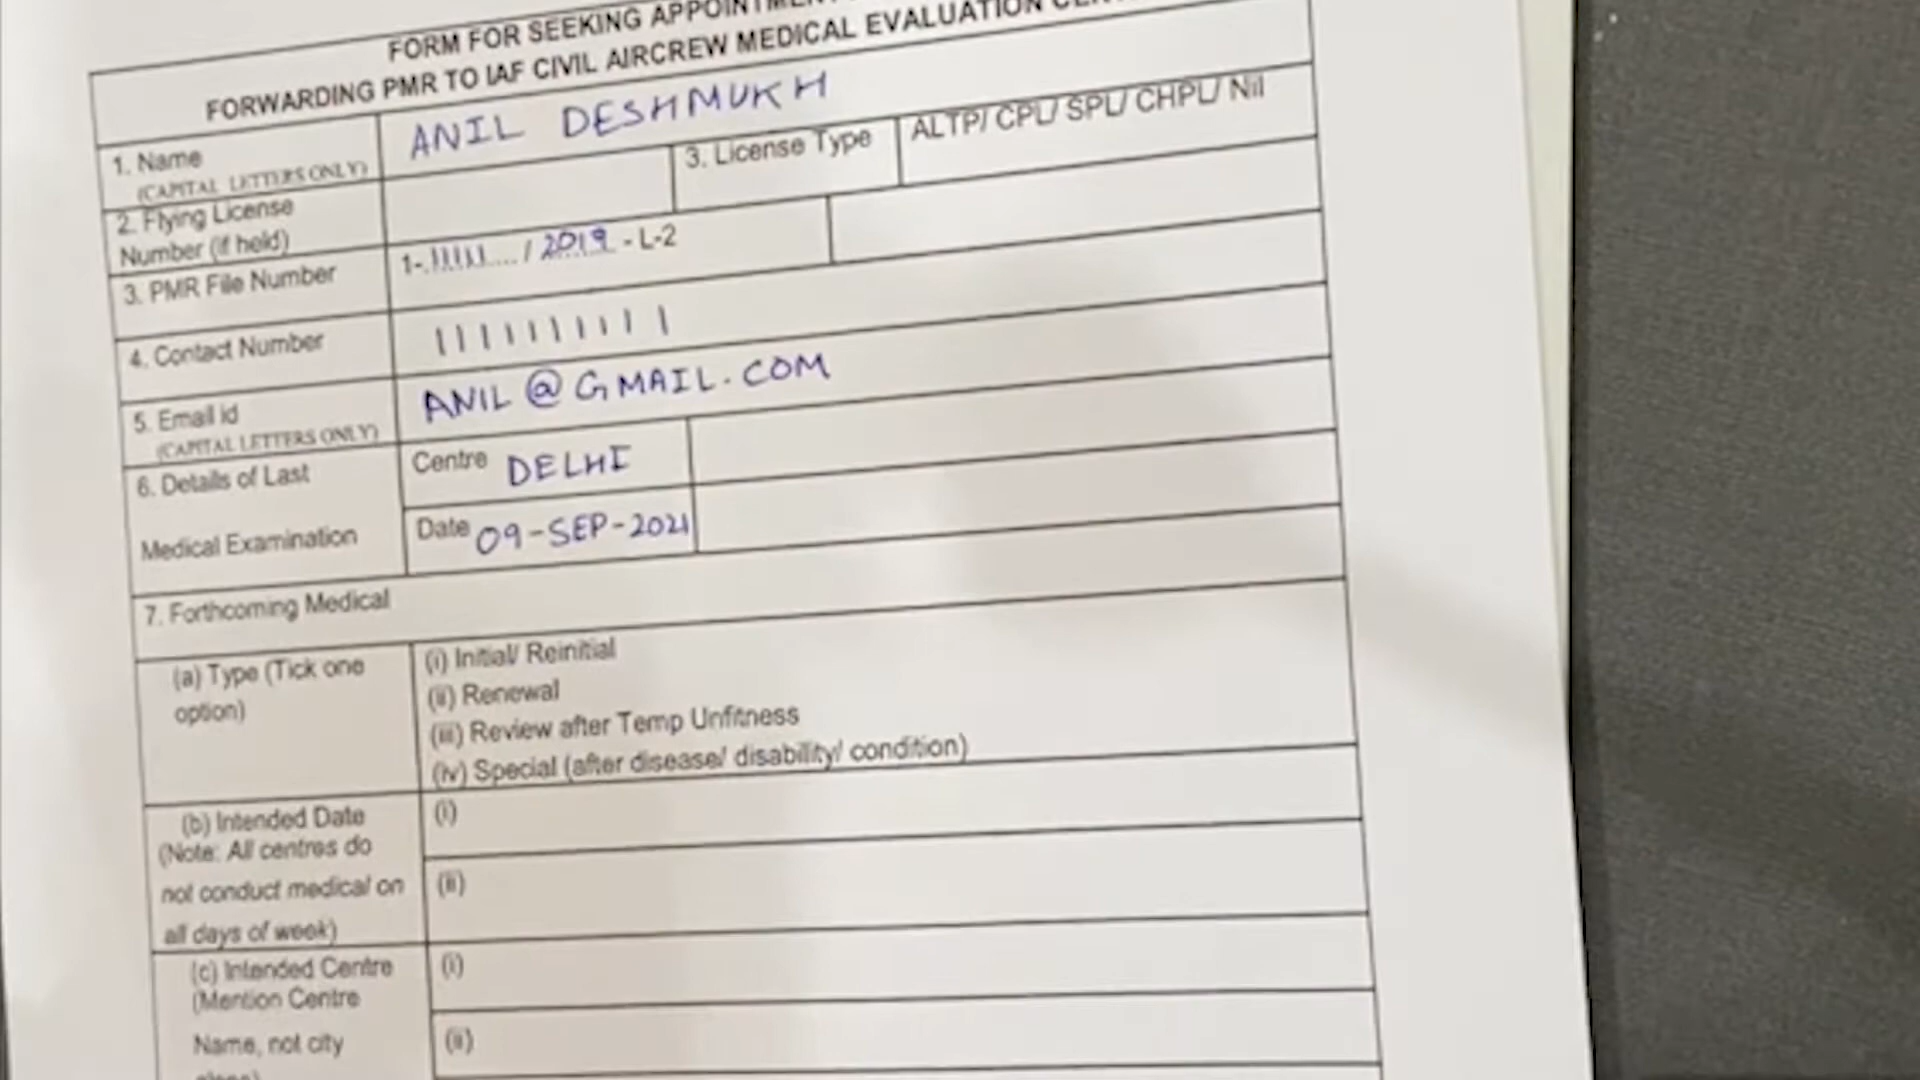 FORM FOR SEEKING
FORWARDING PMR TO IAF CIVIL AIRCREW MEDICAL EVALUATION
1. Name
(CAPITAL LETTERS ONLY)
ANIL DESHMUKH
2. Flying License
Number (if held)
3. License Type
ALTP/ CPL/ SPL/ CHPL/ Nil
3. PMR File Number
1-.11111..../ 2019 - L-2
4. Contact Number
1111111111
5. Email id
(CAPITAL LETTERS ONLY)
ANIL@GMAIL.COM
6. Details of Last
Medical Examination
Centre DELHI
Date 09-SEP-2021
7. Forthcoming Medical
(a) Type (Tick one
option)
(i) Initial/ Reinitial
(ii) Renewal
(iii) Review after Temp Unfitness
(iv) Special (after disease/ disability/ condition)
(b) Intended Date
(Note: All centres do
not conduct medical on
all days of week)
(i)
(ii)
(c) Intended Centre
(Mention Centre
Name, not city
(i)
(ii)